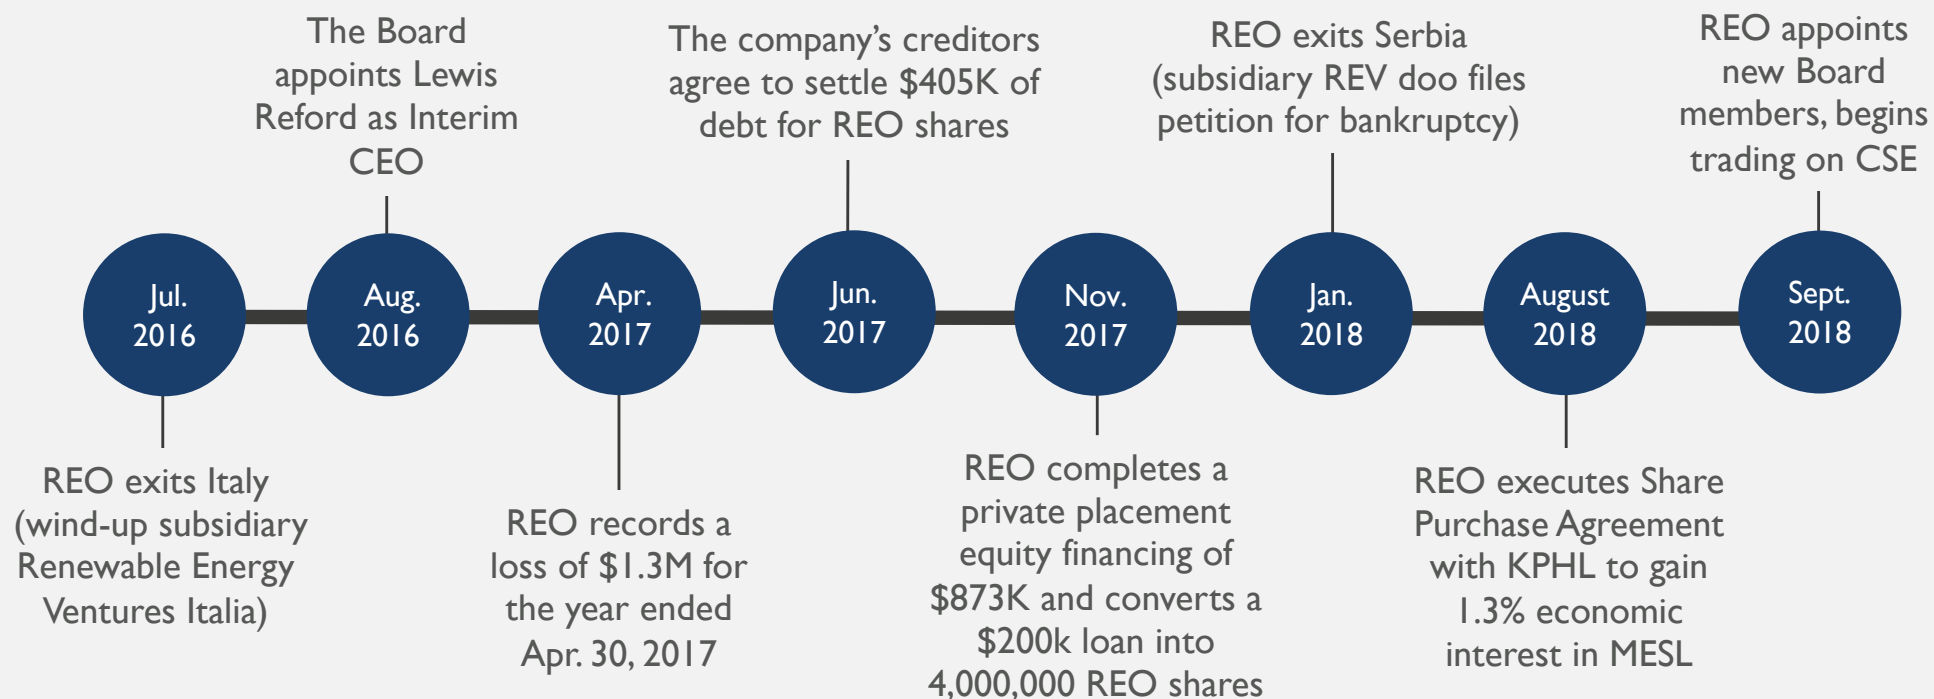 The Board
appoints Lewis
Reford as Interim
CEO
The company’s creditors
agree to settle $405K of
debt for REO shares
REO exits Serbia
(subsidiary REV doo files
petition for bankruptcy)
REO appoints
new Board
members, begins
trading on CSE
Jul.
2016
Aug.
2016
Apr.
2017
Jun.
2017
Nov.
2017
Jan.
2018
August
2018
Sept.
2018
REO exits Italy
(wind-up subsidiary
Renewable Energy
Ventures Italia)
REO records a
loss of $1.3M for
the year ended
Apr. 30, 2017
REO completes a
private placement
equity financing of
$873K and converts a
$200k loan into
4,000,000 REO shares
REO executes Share
Purchase Agreement
with KPHL to gain
1.3% economic
interest in MESL